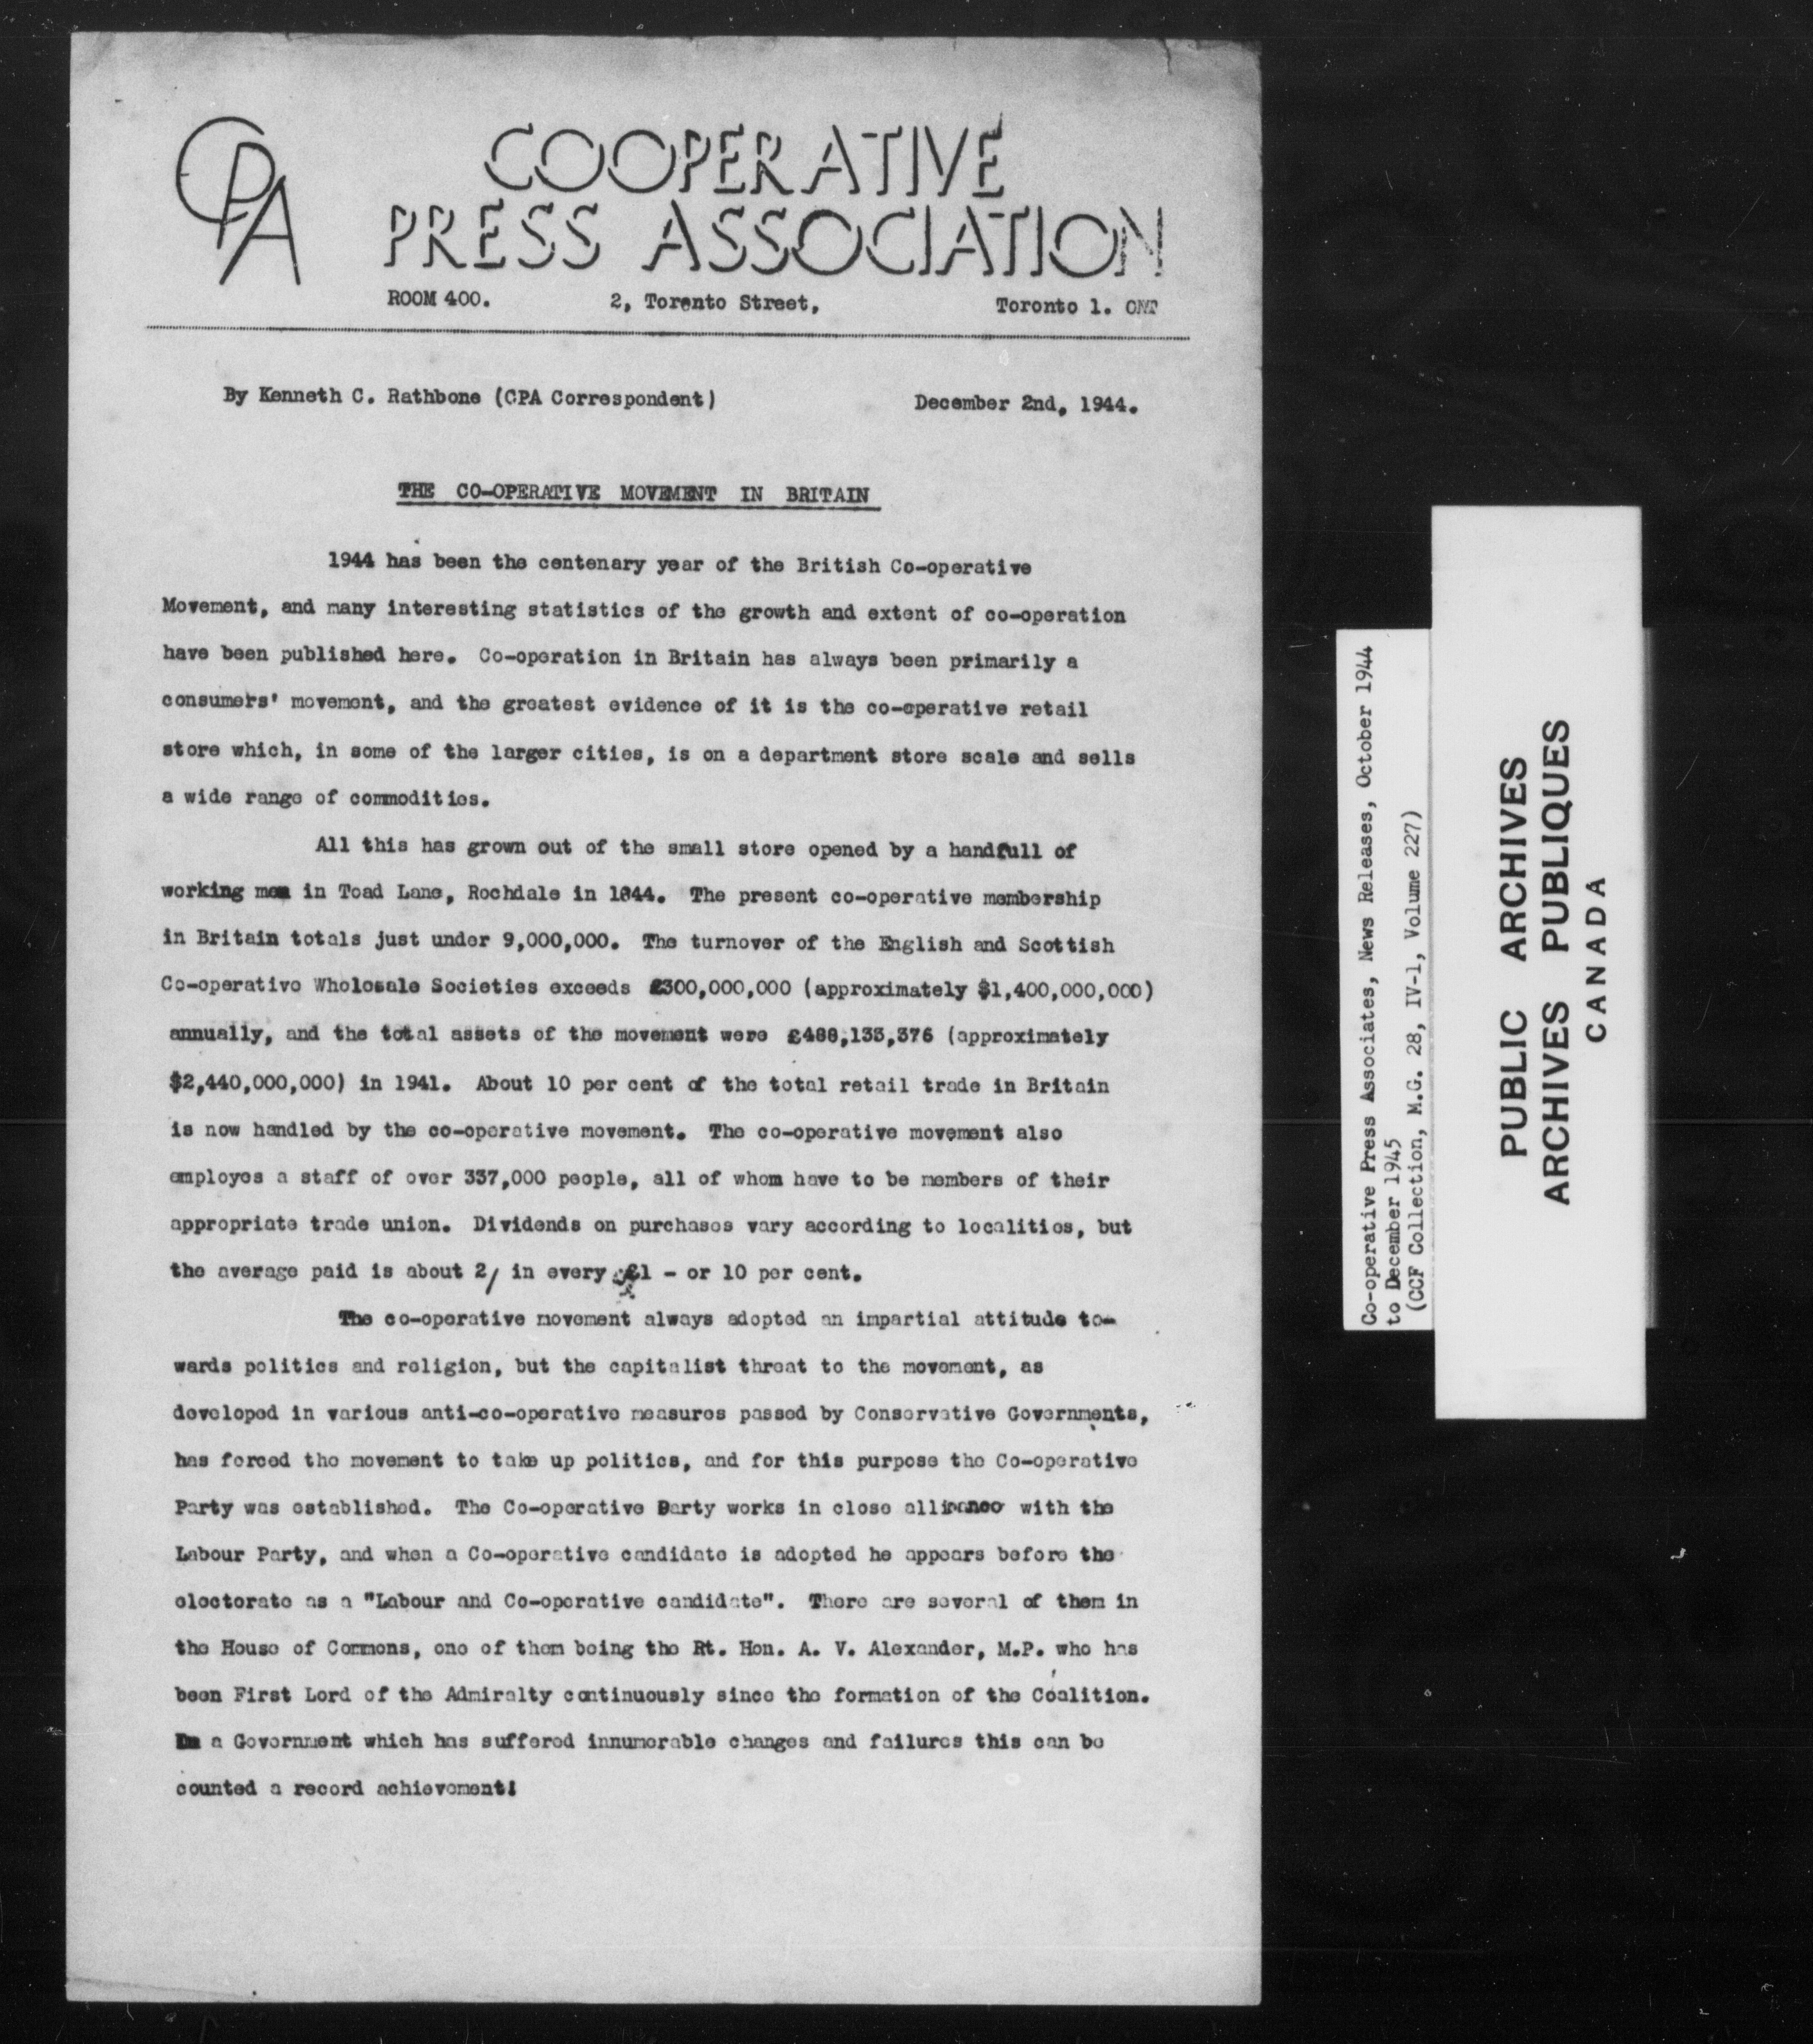 CPA
COOPERATIVE
PRESS ASSOCIATION
ROOM 400. 2, Toronto Street, Toronto 1. ONT
By Kenneth C. Rathbone (CPA Correspondent) December 2nd, 1944.
THE CO-OPERATIVE MOVEMENT IN BRITAIN
1944 has been the centenary year of the British Co-operative
Movement, and many interesting statistics of the growth and extent of co-operation
have been published here. Co-operation in Britain has always been primarily a
consumers' movement, and the greatest evidence of it is the co-operative retail
store which, in some of the larger cities, is on a department store scale and sells
a wide range of commodities.
All this has grown out of the small store opened by a handfull of
working men in Toad Lane, Rochdale in 1844. The present co-operative membership
in Britain totals just under 9,000,000. The turnover of the English and Scottish
Co-operative Wholesale Societies exceeds £300,000,000 (approximately $1,400,000,000)
annually, and the total assets of the movement were £488,133,376 (approximately
$2,440,000,000) in 1941. About 10 per cent of the total retail trade in Britain
is now handled by the co-operative movement. The co-operative movement also
employes a staff of over 337,000 people, all of whom have to be members of their
appropriate trade union. Dividends on purchases vary according to localities, but
the average paid is about 2/ in every £1 - or 10 per cent.
The co-operative movement always adopted an impartial attitude to-
wards politics and religion, but the capitalist threat to the movement, as
developed in various anti-co-operative measures passed by Conservative Governments,
has forced the movement to take up politics, and for this purpose the Co-operative
Party was established. The Co-operative Party works in close alliance with the
Labour Party, and when a Co-operative candidate is adopted he appears before the
electorate as a "Labour and Co-operative candidate". There are several of them in
the House of Commons, one of them being the Rt. Hon. A. V. Alexander, M.P. who has
been First Lord of the Admiralty continuously since the formation of the Coalition.
In a Government which has suffered innumerable changes and failures this can be
counted a record achievement!
Co-operative Press Associates, News Releases, October 1944
to December 1945
(CCF Collection, M.G. 28, IV-1, Volume 227)
PUBLIC ARCHIVES
ARCHIVES PUBLIQUES
CANADA